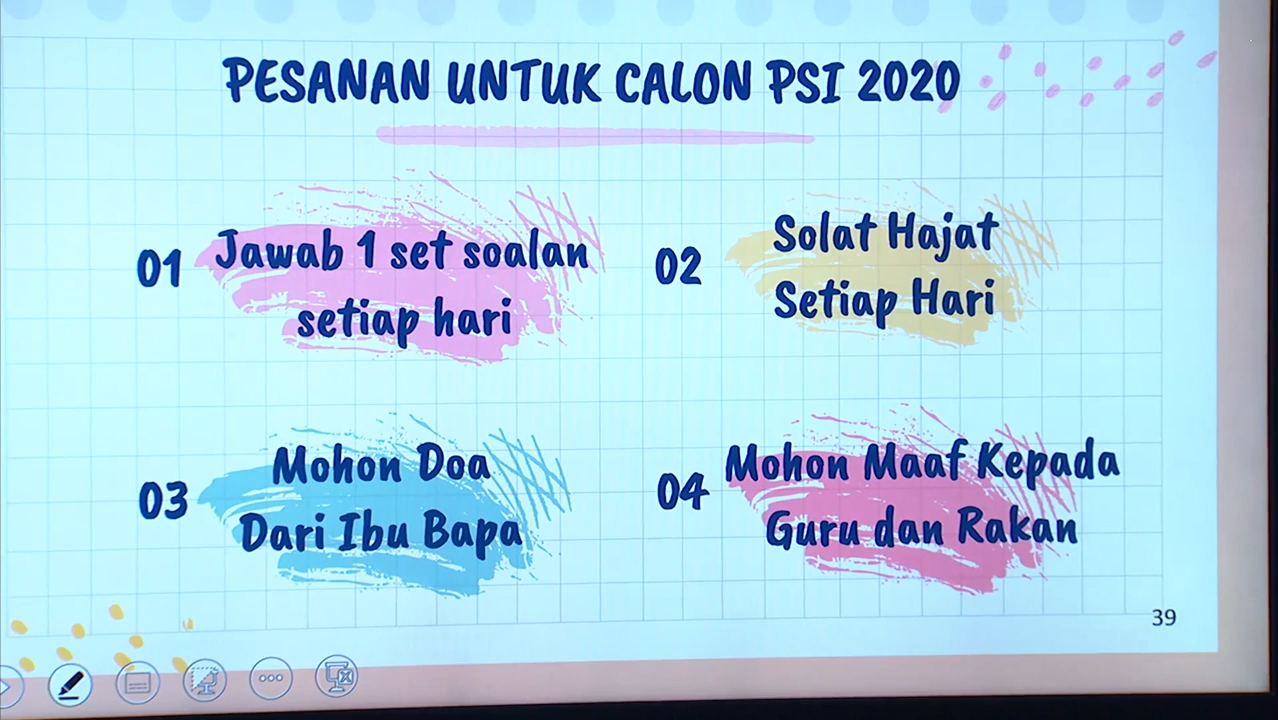 PESANAN UNTUK CALON PSI 2020
01
Jawab 1 set soalan
setiap hari
02
Solat Hajat
Setiap Hari
03
Mohon Doa
Dari Ibu Bapa
04
Mohon Maaf Kepada
Guru dan Rakan
39